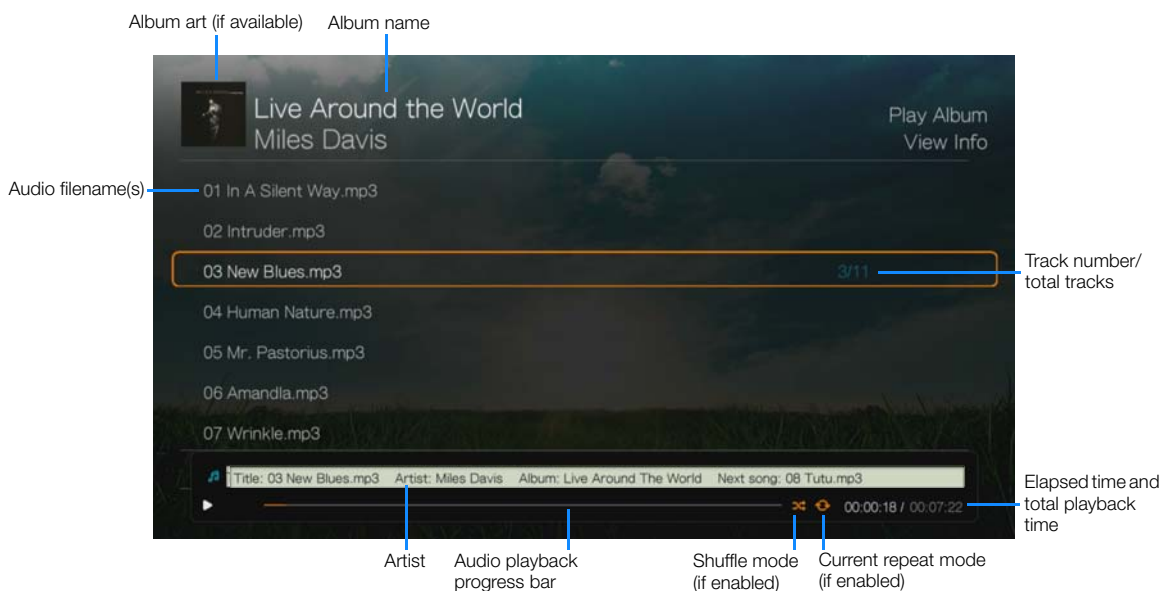 Album art (if available)
Album name
Live Around the World
Miles Davis
Play Album
View Info
Audio filename(s)
01 In A Silent Way.mp3
02 Intruder.mp3
03 New Blues.mp3
3/11
Track number/
total tracks
04 Human Nature.mp3
05 Mr. Pastorius.mp3
06 Amandla.mp3
07 Wrinkle.mp3
Title: 03 New Blues.mp3 Artist: Miles Davis Album: Live Around The World Next song: 08 Tutu.mp3
00:00:18 / 00:07:22
Elapsed time and
total playback
time
Artist
Audio playback
progress bar
Shuffle mode
(if enabled)
Current repeat mode
(if enabled)